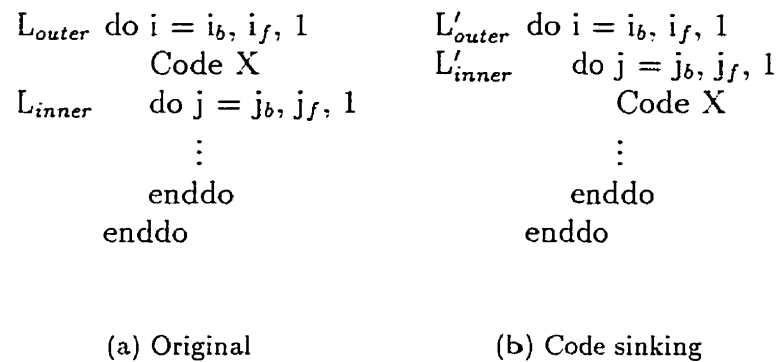 L_outer do i = i_b, i_f, 1
Code X
L_inner do j = j_b, j_f, 1
⋮
enddo
enddo
(a) Original
L'_outer do i = i_b, i_f, 1
L'_inner do j = j_b, j_f, 1
Code X
⋮
enddo
enddo
(b) Code sinking